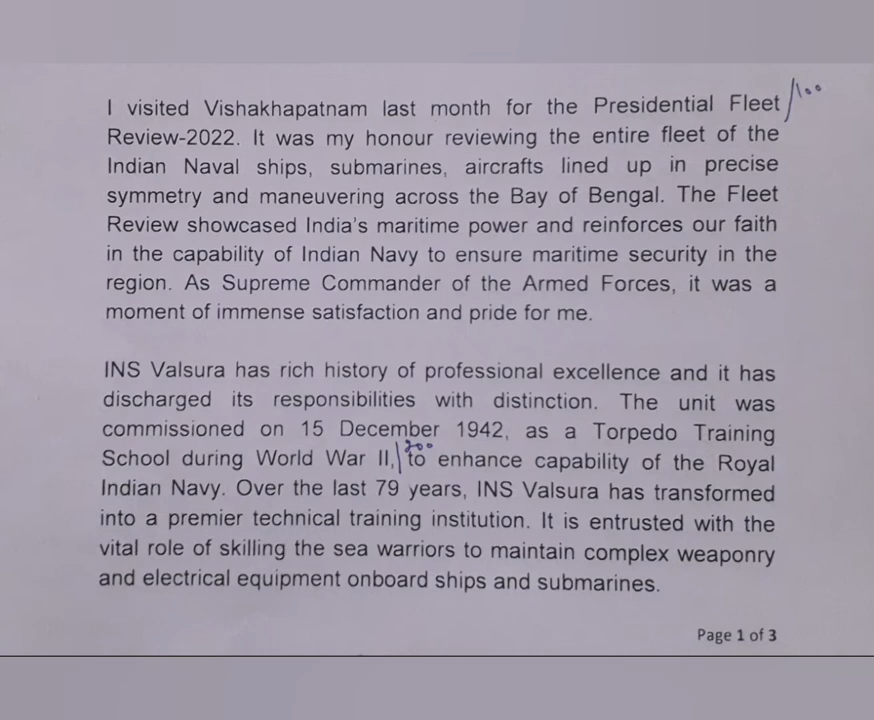 I visited Vishakhapatnam last month for the Presidential Fleet /100
Review-2022. It was my honour reviewing the entire fleet of the
Indian Naval ships, submarines, aircrafts lined up in precise
symmetry and maneuvering across the Bay of Bengal. The Fleet
Review showcased India's maritime power and reinforces our faith
in the capability of Indian Navy to ensure maritime security in the
region. As Supreme Commander of the Armed Forces, it was a
moment of immense satisfaction and pride for me.
INS Valsura has rich history of professional excellence and it has
discharged its responsibilities with distinction. The unit was
commissioned on 15 December 1942, as a Torpedo Training
School during World War II, |200 to enhance capability of the Royal
Indian Navy. Over the last 79 years, INS Valsura has transformed
into a premier technical training institution. It is entrusted with the
vital role of skilling the sea warriors to maintain complex weaponry
and electrical equipment onboard ships and submarines.
Page 1 of 3